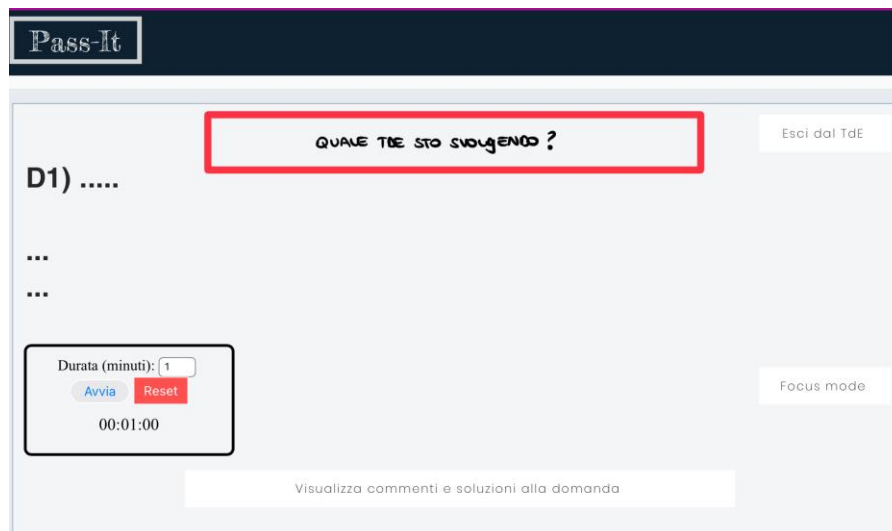 Pass-It
QUALE TDE STO SVOLGENDO?
Esci dal TdE
D1) .....
...
...
Durata (minuti): 1
Avvia Reset
Focus mode
00:01:00
Visualizza commenti e soluzioni alla domanda